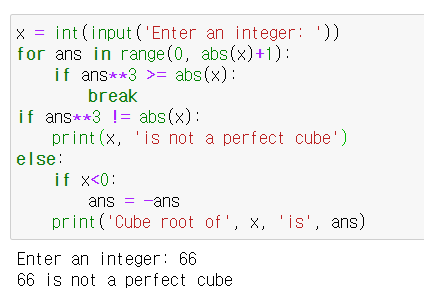 x = int(input('Enter an integer: '))
for ans in range(0, abs(x)+1):
    if ans**3 >= abs(x):
        break
if ans**3 != abs(x):
    print(x, 'is not a perfect cube')
else:
    if x<0:
        ans = -ans
    print('Cube root of', x, 'is', ans)
Enter an integer: 66
66 is not a perfect cube